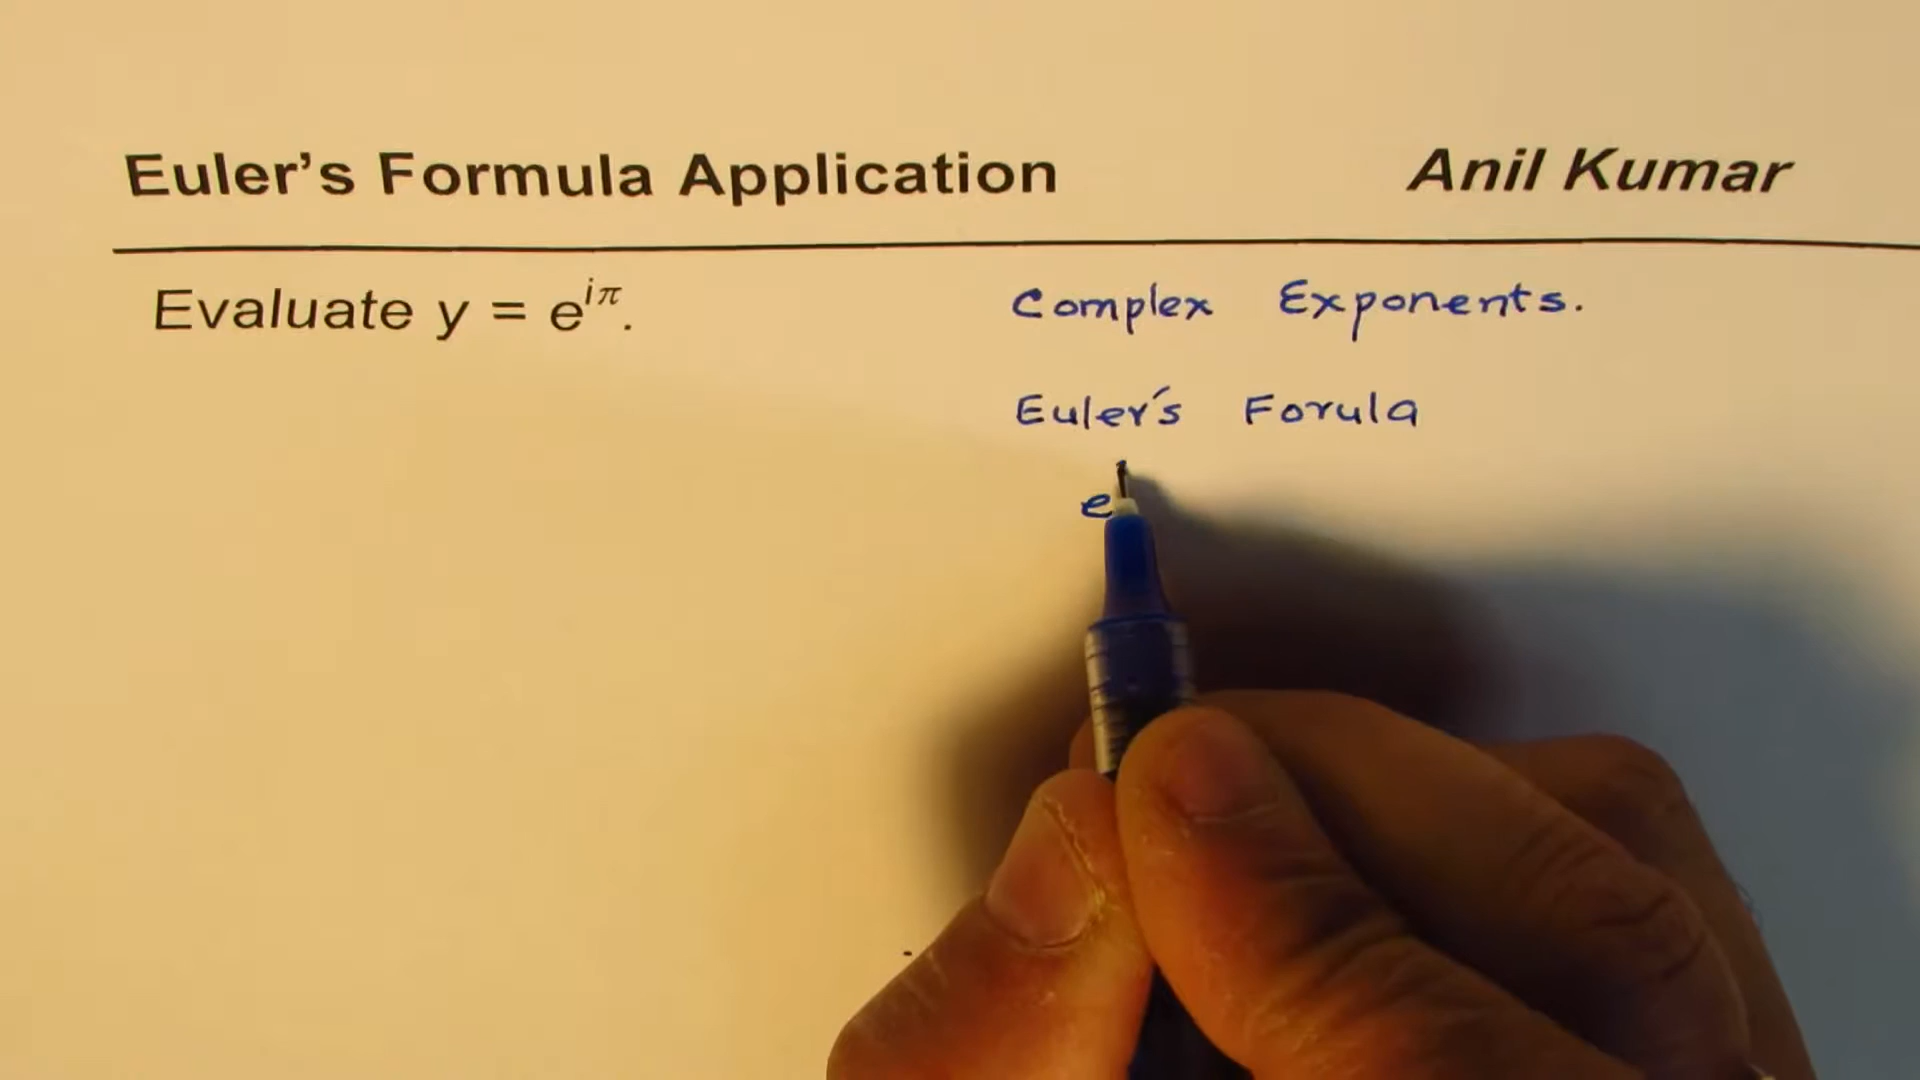 Euler’s Formula Application Anil Kumar
Evaluate y = e^{iπ}. Complex Exponents.
Euler's Forula
e